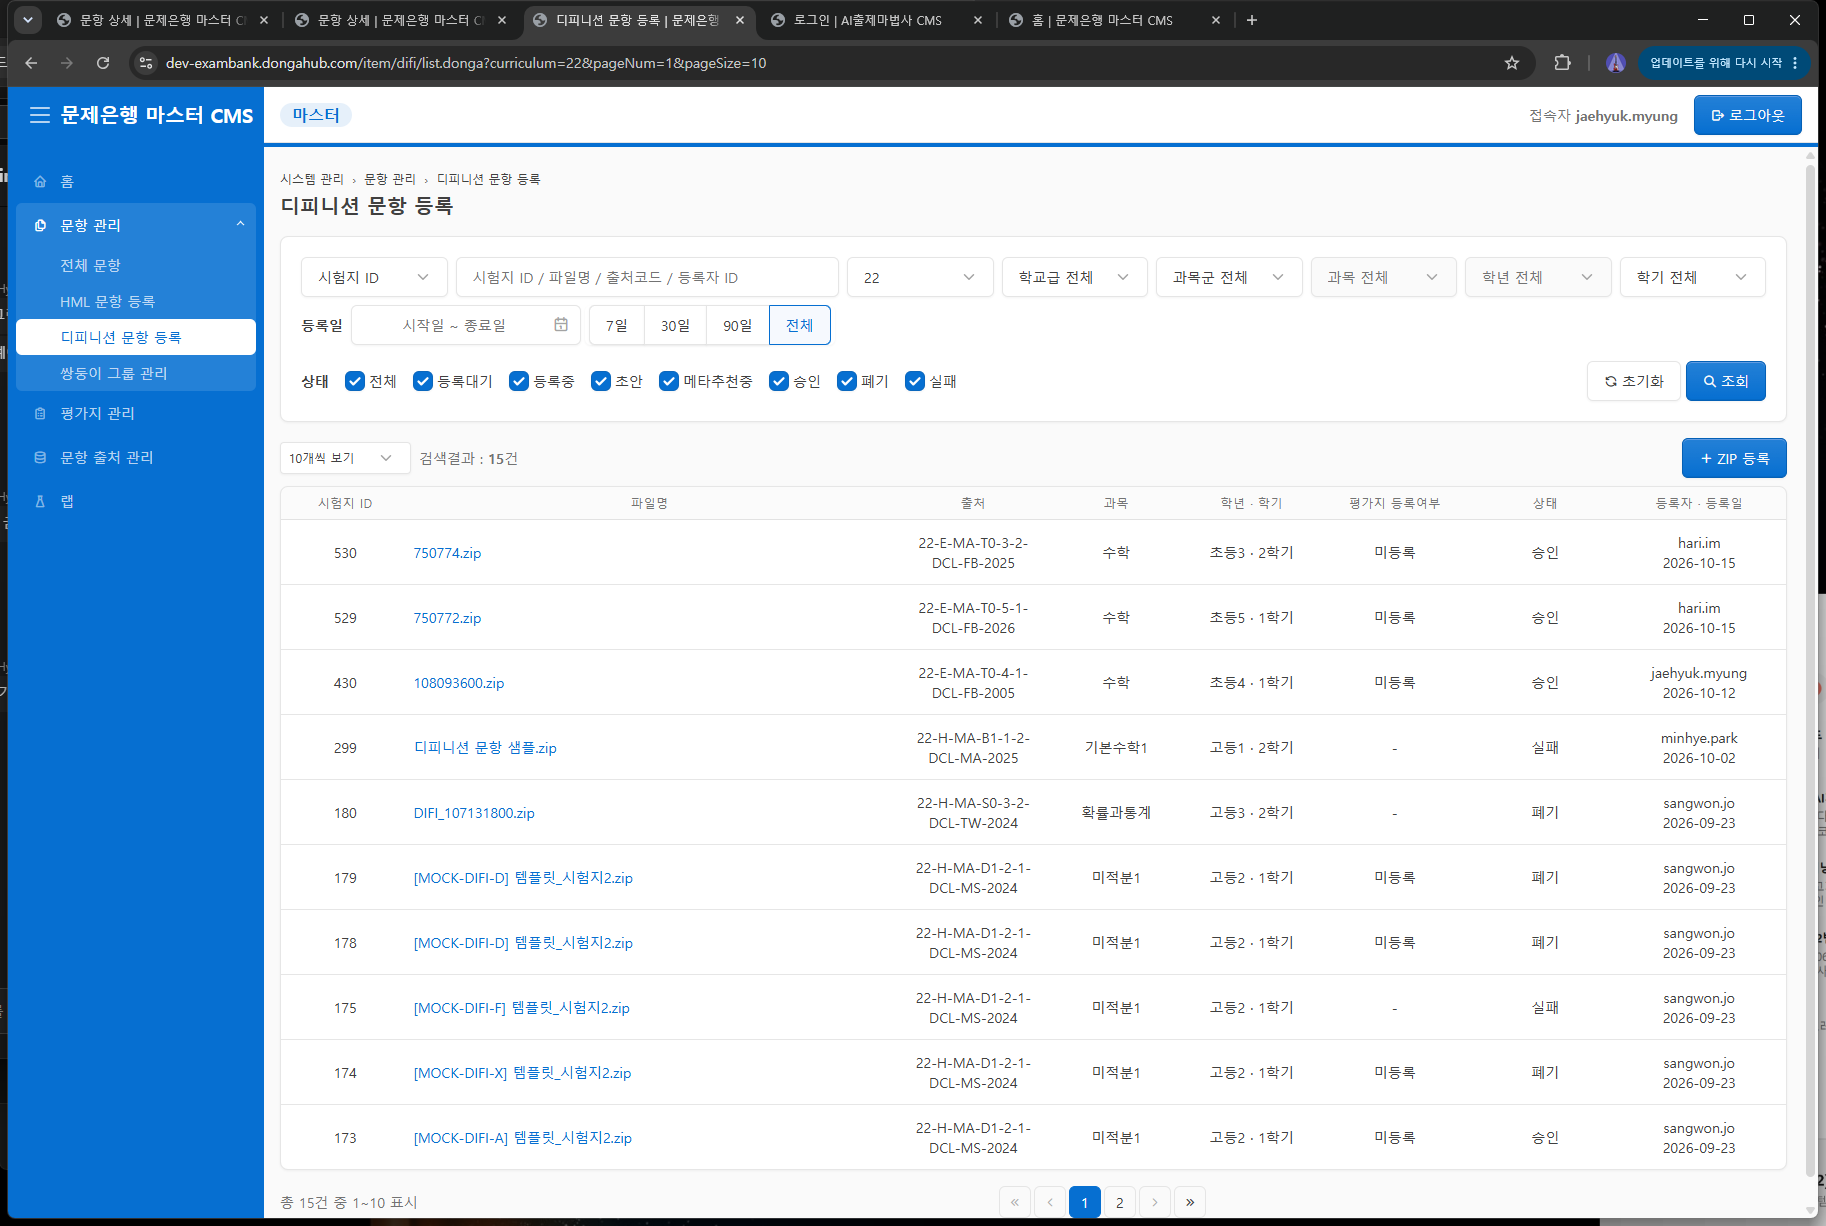 문항 상세 | 문제은행 마스터 C
문항 상세 | 문제은행 마스터 C
디피니션 문항 등록 | 문제은행
로그인 | AI출제마법사 CMS
홈 | 문제은행 마스터 CMS
dev-exambank.dongahub.com/item/difi/list.donga?curriculum=22&pageNum=1&pageSize=10
업데이트를 위해 다시 시작
문제은행 마스터 CMS
마스터
접속자 jaehyuk.myung
로그아웃
홈
문항 관리
전체 문항
HML 문항 등록
디피니션 문항 등록
쌍둥이 그룹 관리
평가지 관리
문항 출처 관리
랩
시스템 관리 › 문항 관리 › 디피니션 문항 등록
디피니션 문항 등록
시험지 ID
시험지 ID / 파일명 / 출처코드 / 등록자 ID
22
학교급 전체
과목군 전체
과목 전체
학년 전체
학기 전체
등록일
시작일 ~ 종료일
7일
30일
90일
전체
상태
전체
등록대기
등록중
초안
메타추천중
승인
폐기
실패
초기화
조회
10개씩 보기
검색결과 : 15건
+ ZIP 등록
시험지 ID 파일명 출처 과목 학년 · 학기 평가지 등록여부 상태 등록자 · 등록일
530 750774.zip 22-E-MA-T0-3-2- 수학 초등3 · 2학기 미등록 승인 hari.im
DCL-FB-2025 2026-10-15
529 750772.zip 22-E-MA-T0-5-1- 수학 초등5 · 1학기 미등록 승인 hari.im
DCL-FB-2026 2026-10-15
430 108093600.zip 22-E-MA-T0-4-1- 수학 초등4 · 1학기 미등록 승인 jaehyuk.myung
DCL-FB-2005 2026-10-12
299 디피니션 문항 샘플.zip 22-H-MA-B1-1-2- 기본수학1 고등1 · 2학기 - 실패 minhye.park
DCL-MA-2025 2026-10-02
180 DIFI_107131800.zip 22-H-MA-S0-3-2- 확률과통계 고등3 · 2학기 - 폐기 sangwon.jo
DCL-TW-2024 2026-09-23
179 [MOCK-DIFI-D] 템플릿_시험지2.zip 22-H-MA-D1-2-1- 미적분1 고등2 · 1학기 미등록 폐기 sangwon.jo
DCL-MS-2024 2026-09-23
178 [MOCK-DIFI-D] 템플릿_시험지2.zip 22-H-MA-D1-2-1- 미적분1 고등2 · 1학기 미등록 폐기 sangwon.jo
DCL-MS-2024 2026-09-23
175 [MOCK-DIFI-F] 템플릿_시험지2.zip 22-H-MA-D1-2-1- 미적분1 고등2 · 1학기 - 실패 sangwon.jo
DCL-MS-2024 2026-09-23
174 [MOCK-DIFI-X] 템플릿_시험지2.zip 22-H-MA-D1-2-1- 미적분1 고등2 · 1학기 미등록 폐기 sangwon.jo
DCL-MS-2024 2026-09-23
173 [MOCK-DIFI-A] 템플릿_시험지2.zip 22-H-MA-D1-2-1- 미적분1 고등2 · 1학기 미등록 승인 sangwon.jo
DCL-MS-2024 2026-09-23
총 15건 중 1~10 표시
« ‹ 1 2 › »